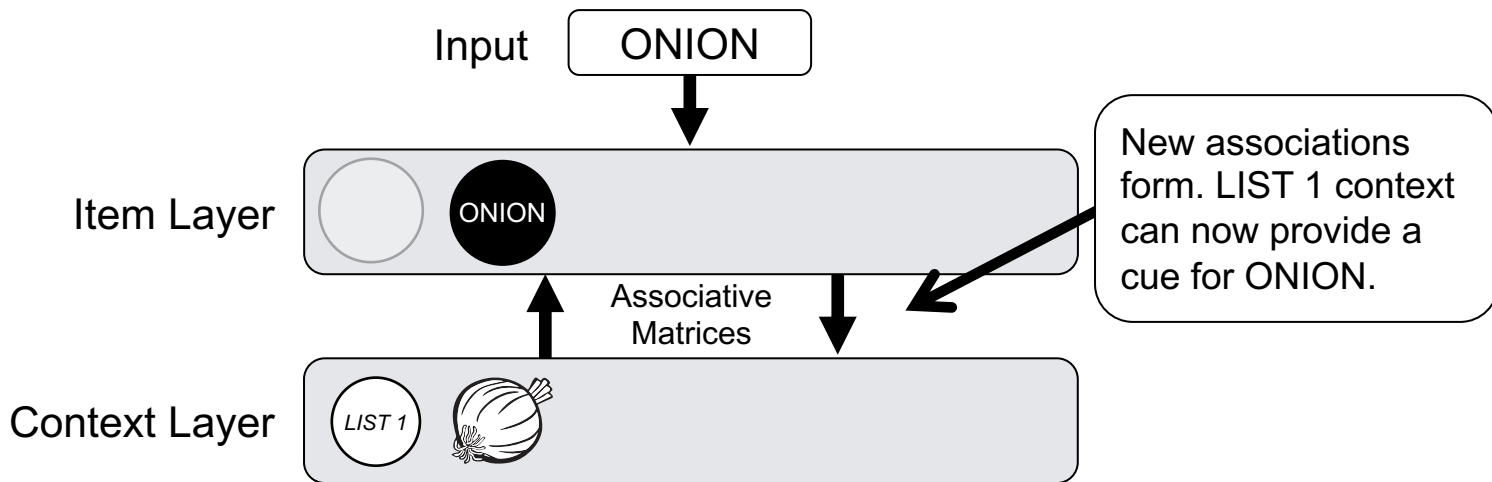 Input
ONION
New associations
form. LIST 1 context
can now provide a
cue for ONION.
Item Layer
ONION
Associative
Matrices
Context Layer
LIST 1